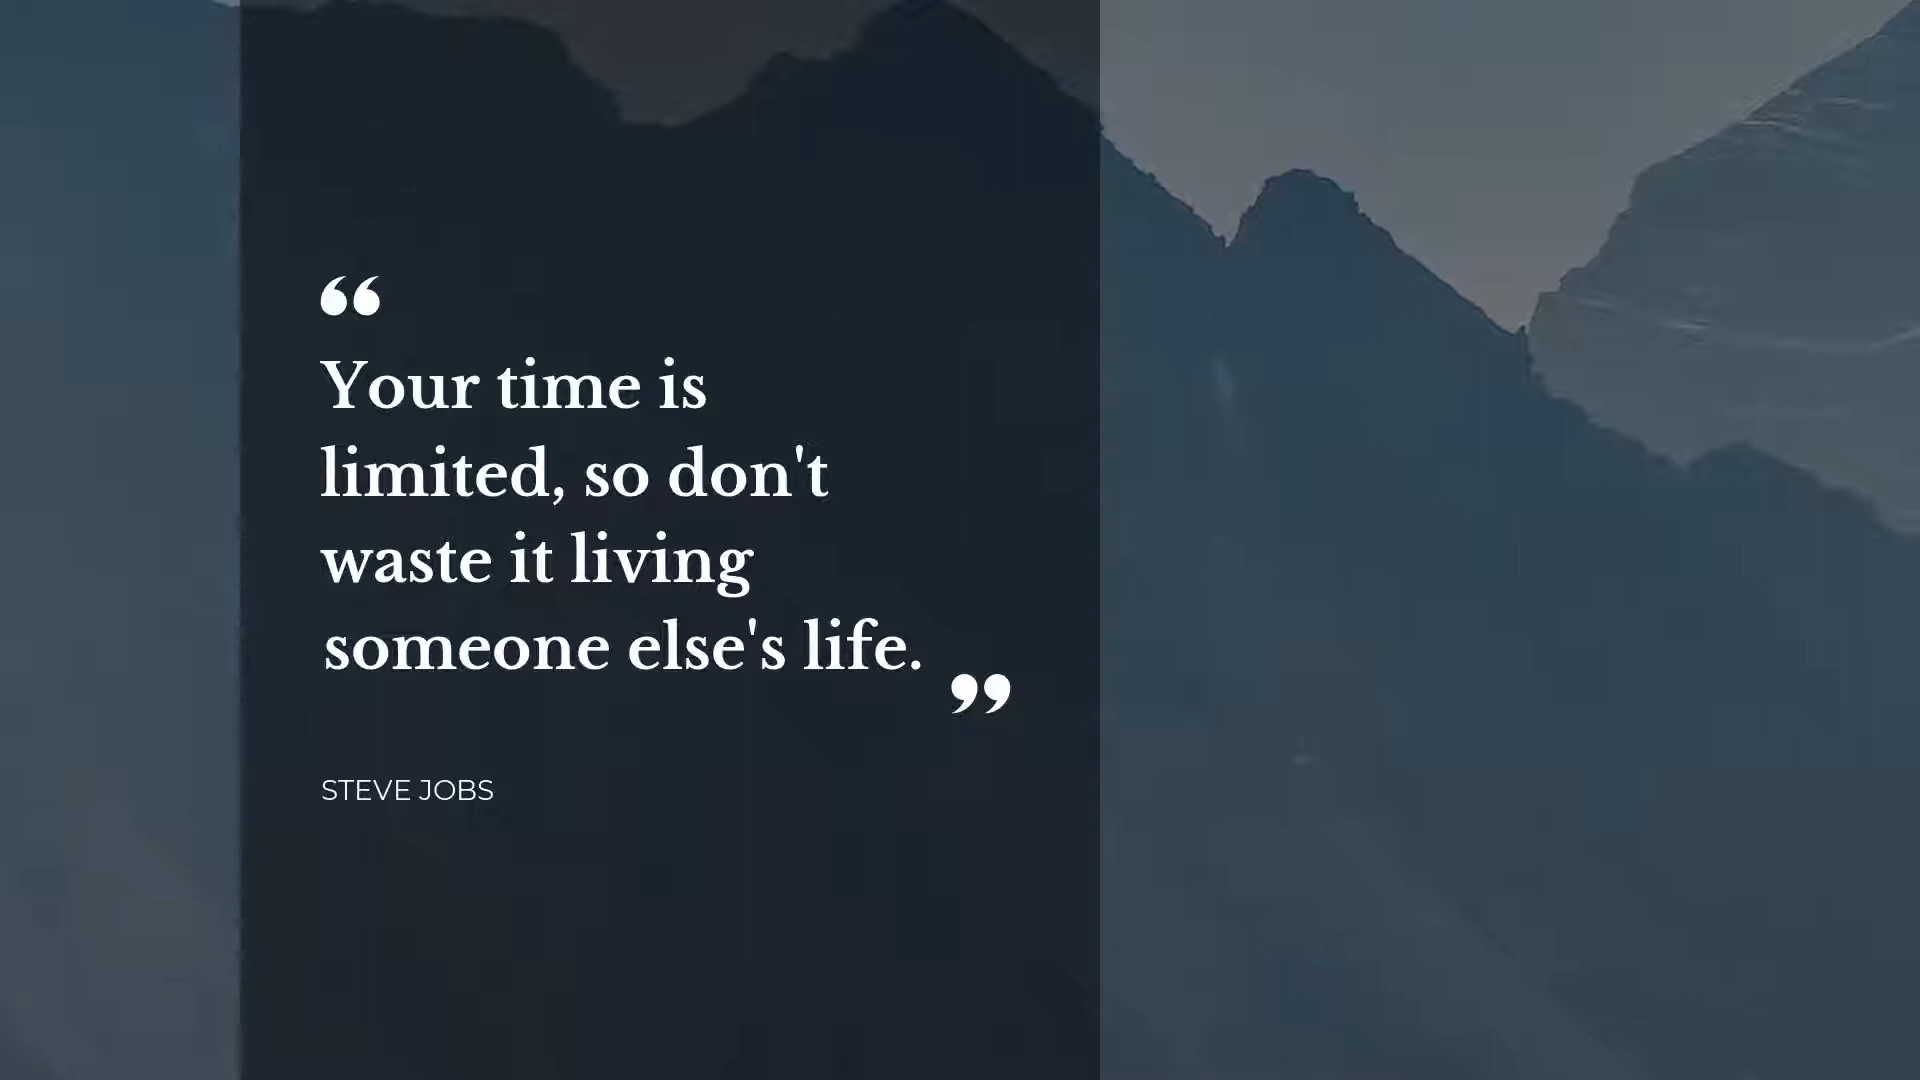 “
Your time is
limited, so don't
waste it living
someone else's life.
”
STEVE JOBS